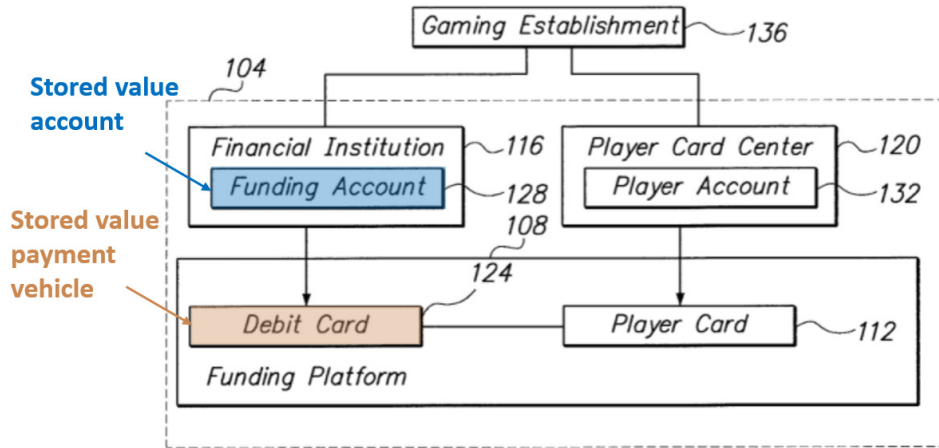 Gaming Establishment
136
104
Stored value
account
Financial Institution
116
Player Card Center
120
Funding Account
128
Player Account
132
Stored value
payment
vehicle
108
124
Debit Card
Player Card
112
Funding Platform